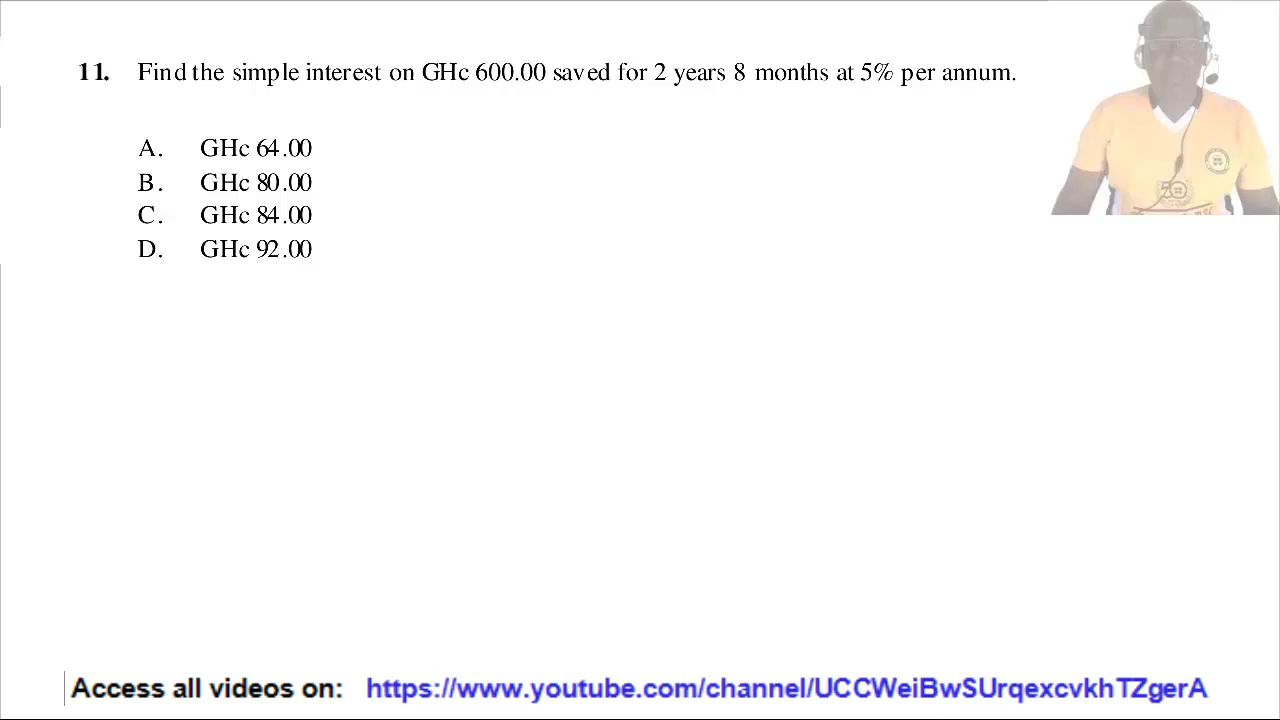 11. Find the simple interest on GHc 600.00 saved for 2 years 8 months at 5% per annum.
A. GHc 64.00
B. GHc 80.00
C. GHc 84.00
D. GHc 92.00
50
Access all videos on: https://www.youtube.com/channel/UCCWeiBwSUrqexcvkhTZgerA